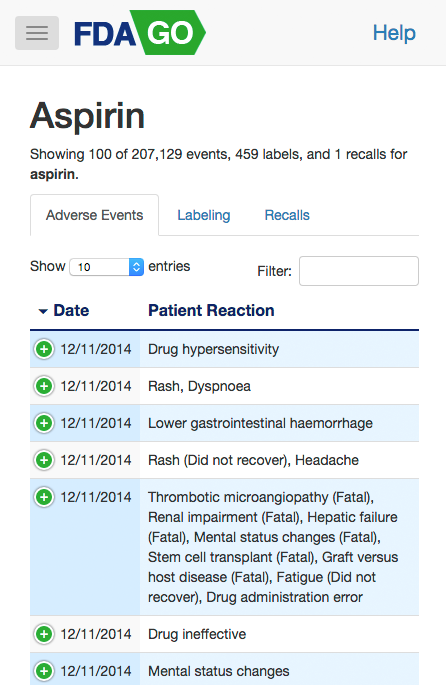 FDA GO
Help
Aspirin
Showing 100 of 207,129 events, 459 labels, and 1 recalls for
aspirin.
Adverse Events Labeling Recalls
Show 10 entries Filter:
Date Patient Reaction
12/11/2014 Drug hypersensitivity
12/11/2014 Rash, Dyspnoea
12/11/2014 Lower gastrointestinal haemorrhage
12/11/2014 Rash (Did not recover), Headache
12/11/2014 Thrombotic microangiopathy (Fatal),
Renal impairment (Fatal), Hepatic failure
(Fatal), Mental status changes (Fatal),
Stem cell transplant (Fatal), Graft versus
host disease (Fatal), Fatigue (Did not
recover), Drug administration error
12/11/2014 Drug ineffective
12/11/2014 Mental status changes